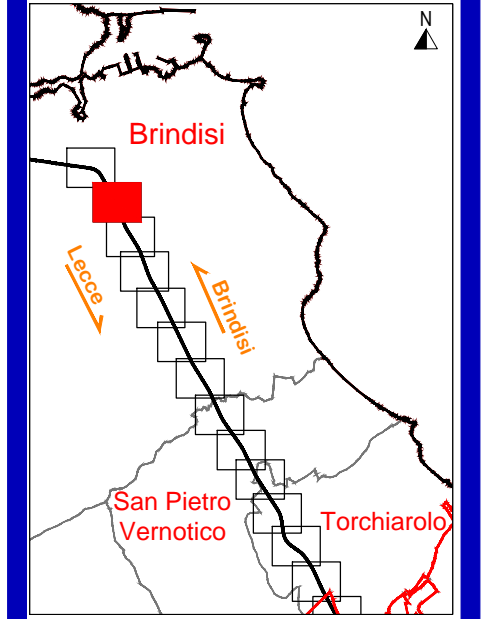 N
Brindisi
Lecce
Brindisi
San Pietro
Vernotico
Torchiarolo